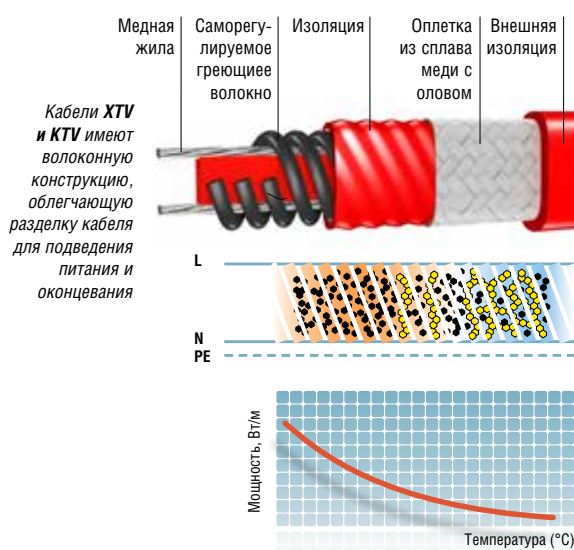 Медная
жила
Саморегу-
лируемое
греющиее
волокно
Изоляция
Оплетка
из сплава
меди с
оловом
Внешняя
изоляция
Кабели XTV
и KTV имеют
волоконную
конструкцию,
облегчающую
разделку кабеля
для подведения
питания и
оконцевания
L
N
PE
Мощность, Вт/м
Температура (°C)